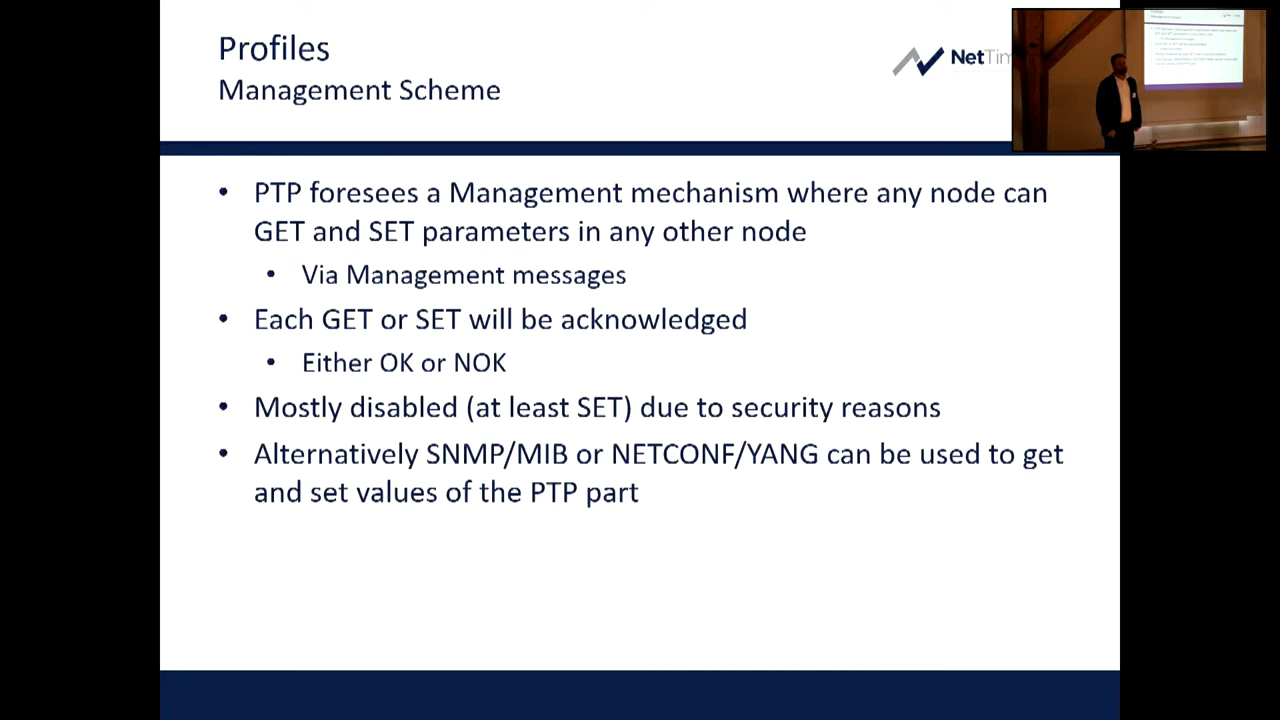 Profiles
Management Scheme
NetTim
• PTP foresees a Management mechanism where any node can
GET and SET parameters in any other node
• Via Management messages
• Each GET or SET will be acknowledged
• Either OK or NOK
• Mostly disabled (at least SET) due to security reasons
• Alternatively SNMP/MIB or NETCONF/YANG can be used to get
and set values of the PTP part